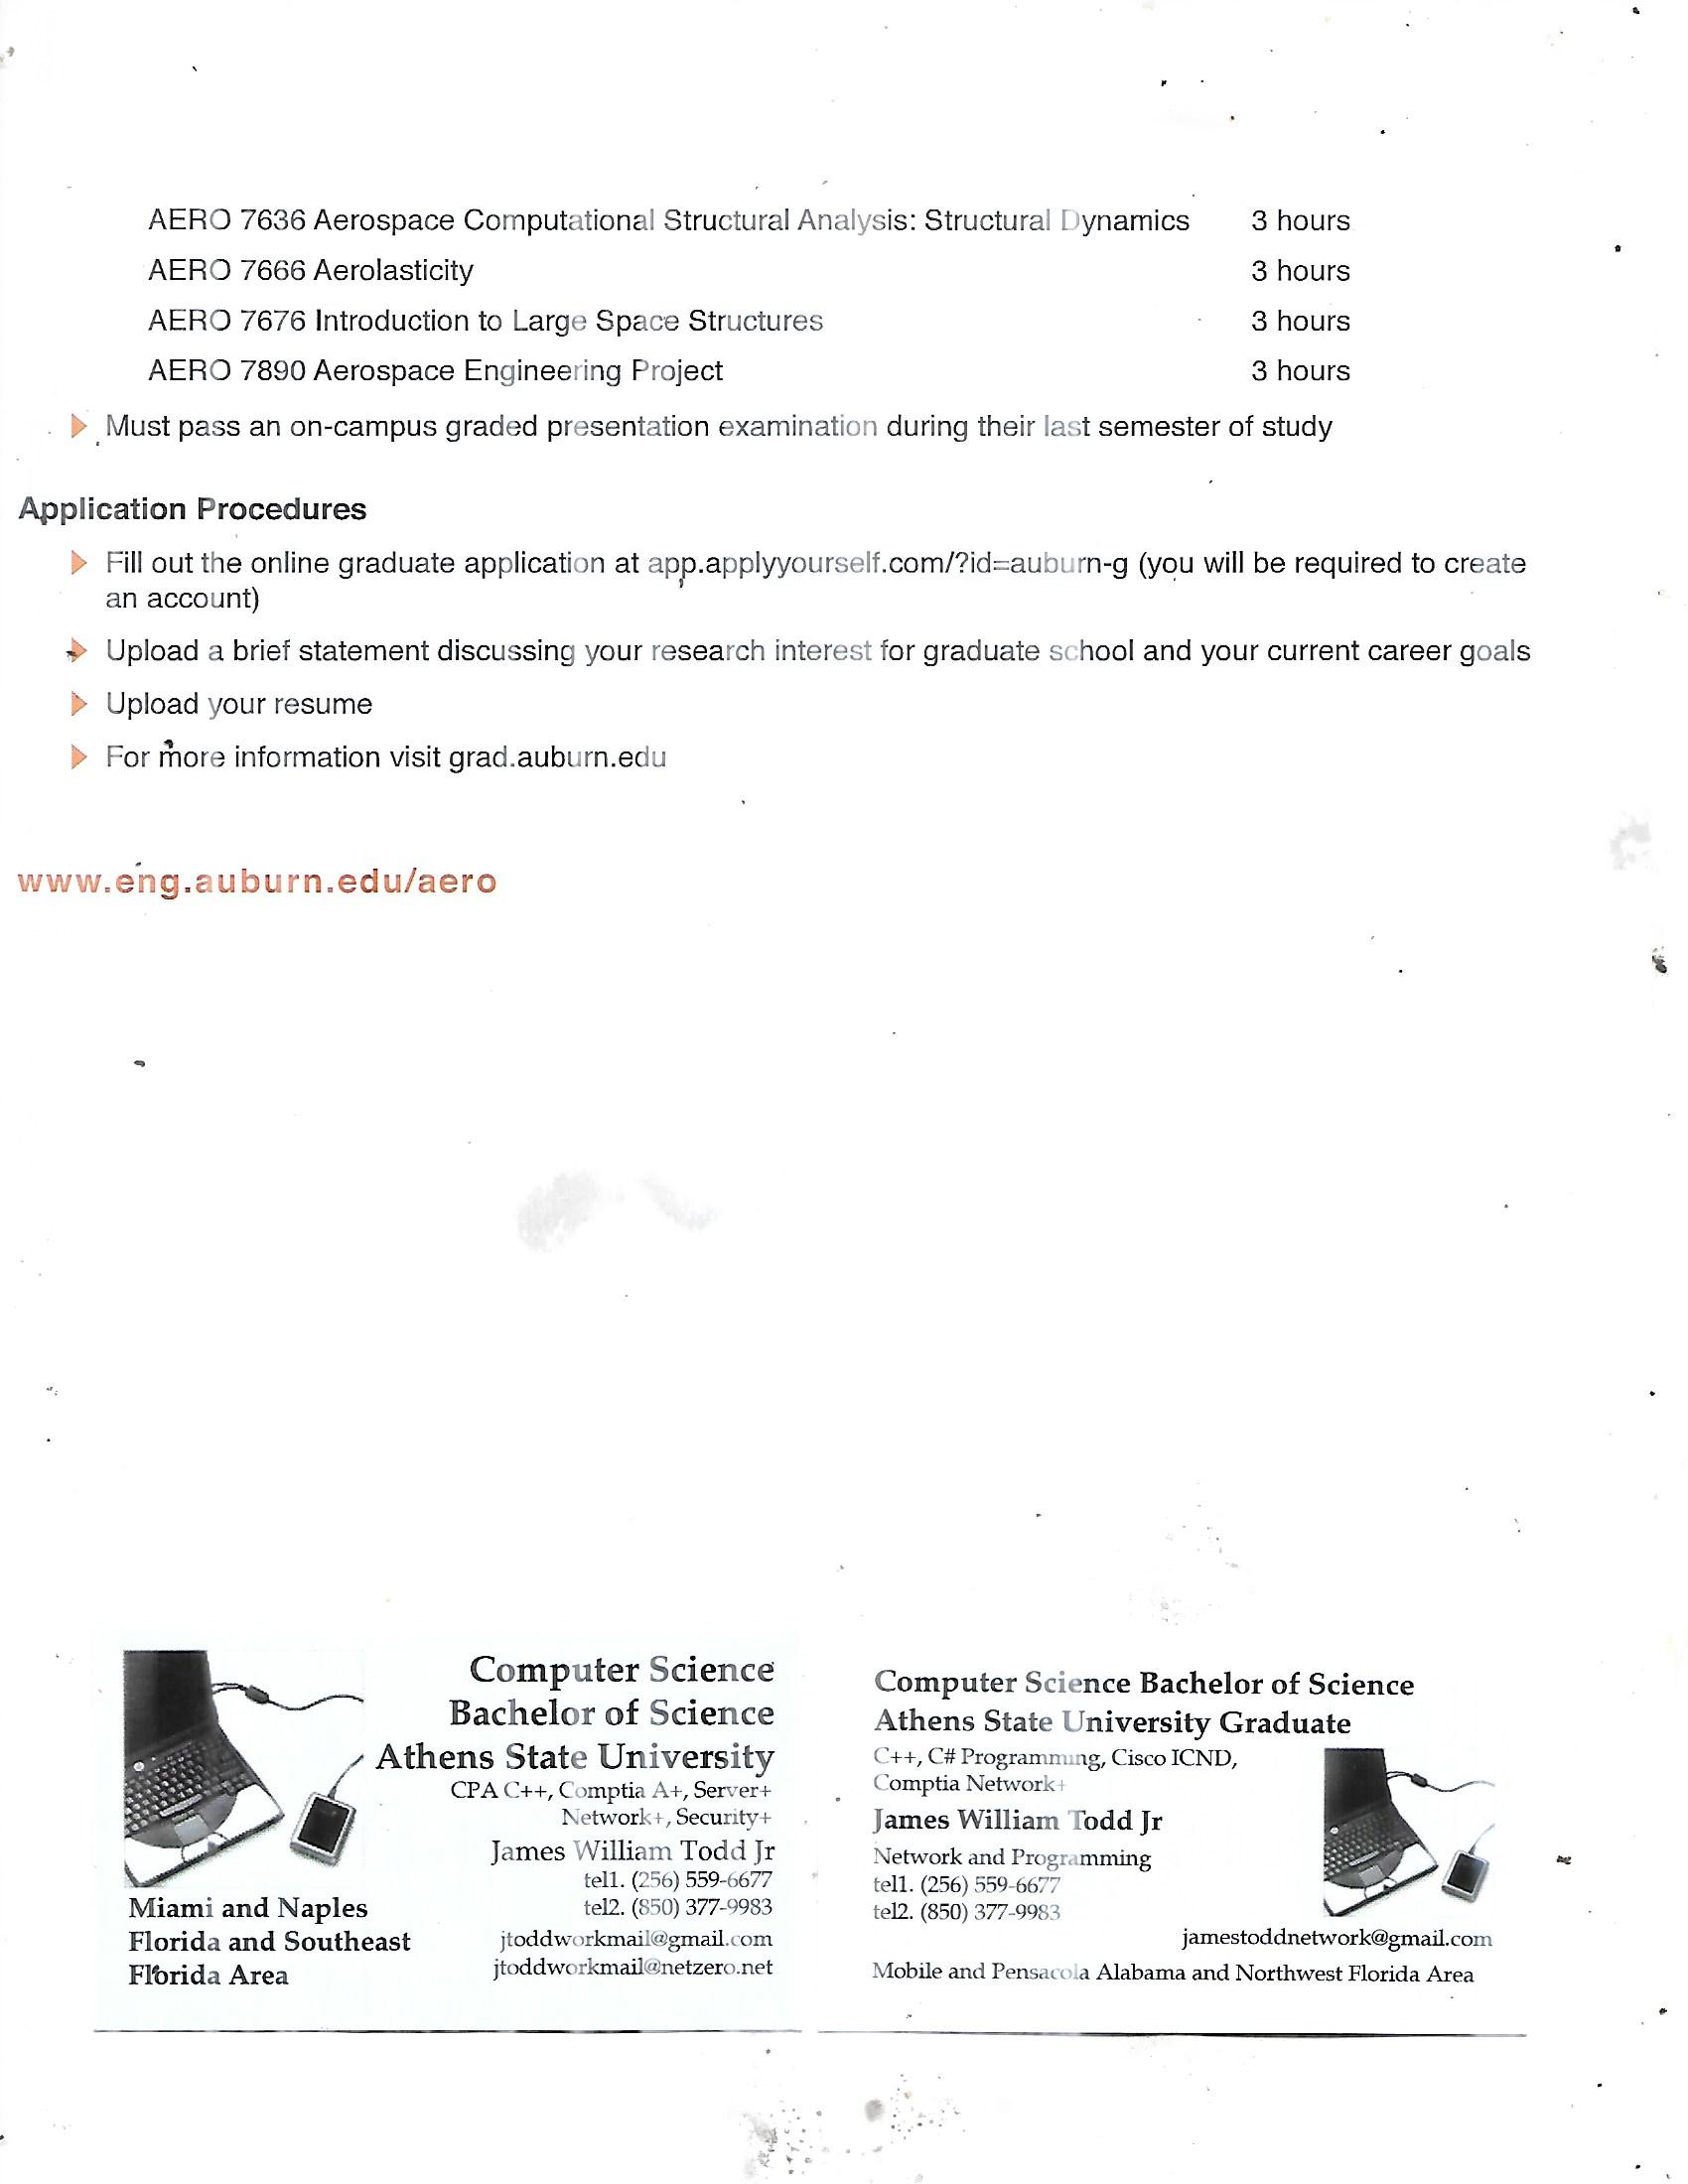 AERO 7636 Aerospace Computational Structural Analysis: Structural Dynamics 3 hours
AERO 7666 Aerolasticity 3 hours
AERO 7676 Introduction to Large Space Structures 3 hours
AERO 7890 Aerospace Engineering Project 3 hours
Must pass an on-campus graded presentation examination during their last semester of study
Application Procedures
Fill out the online graduate application at app.applyyourself.com/?id=auburn-g (you will be required to create
an account)
Upload a brief statement discussing your research interest for graduate school and your current career goals
Upload your resume
For more information visit grad.auburn.edu
www.eng.auburn.edu/aero
Computer Science
Bachelor of Science
Athens State University
CPA C++, Comptia A+, Server+
Network+, Security+
James William Todd Jr
tel1. (256) 559-6677
tel2. (850) 377-9983
jtoddworkmail@gmail.com
jtoddworkmail@netzero.net
Miami and Naples
Florida and Southeast
Florida Area
Computer Science Bachelor of Science
Athens State University Graduate
C++, C# Programming, Cisco ICND,
Comptia Network+
James William Todd Jr
Network and Programming
tel1. (256) 559-6677
tel2. (850) 377-9983
jamestoddnetwork@gmail.com
Mobile and Pensacola Alabama and Northwest Florida Area